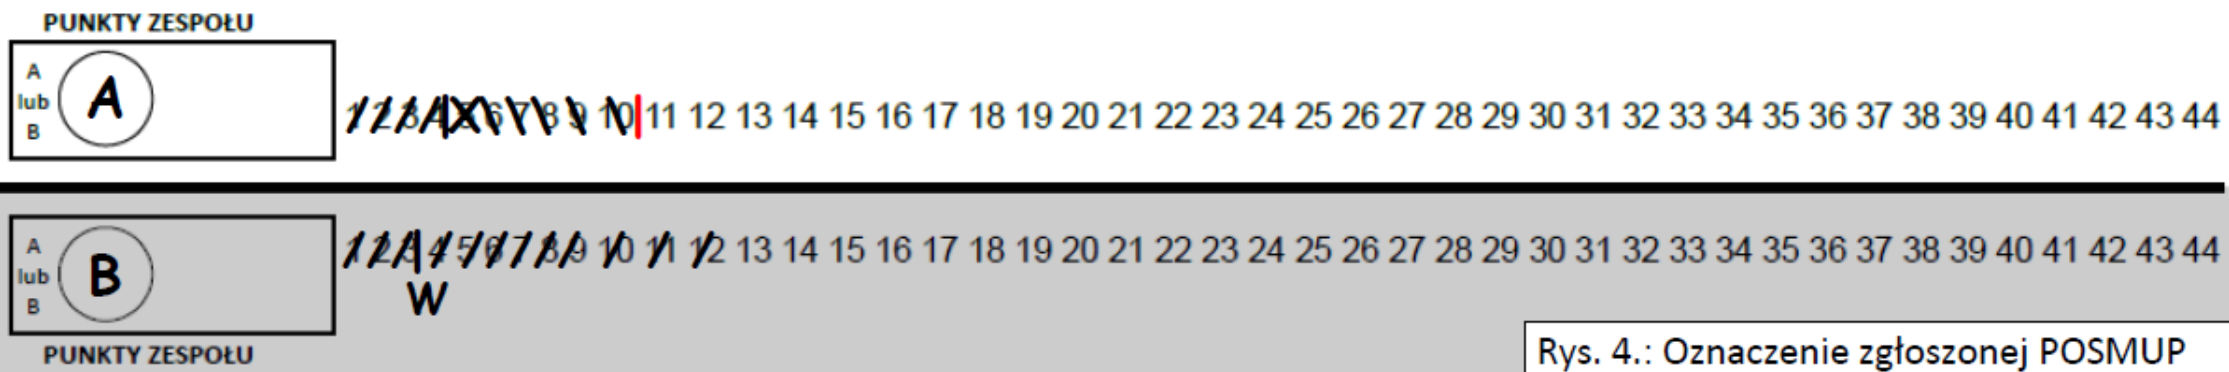 PUNKTY ZESPOŁU
A
lub
B
A
1 2 3 4 5 6 7 8 9 10 11 12 13 14 15 16 17 18 19 20 21 22 23 24 25 26 27 28 29 30 31 32 33 34 35 36 37 38 39 40 41 42 43 44
A
lub
B
B
1 2 3 4 5 6 7 8 9 10 11 12 13 14 15 16 17 18 19 20 21 22 23 24 25 26 27 28 29 30 31 32 33 34 35 36 37 38 39 40 41 42 43 44
W
PUNKTY ZESPOŁU
Rys. 4.: Oznaczenie zgłoszonej POSMUP